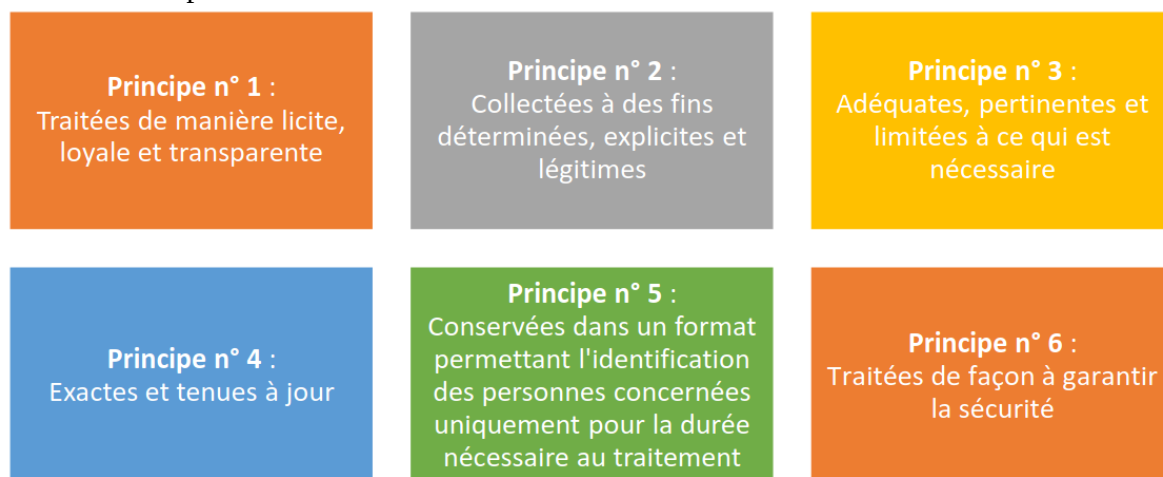 Principe n° 1 :
Traitées de manière licite,
loyale et transparente
Principe n° 2 :
Collectées à des fins
déterminées, explicites et
légitimes
Principe n° 3 :
Adéquates, pertinentes et
limitées à ce qui est
nécessaire
Principe n° 4 :
Exactes et tenues à jour
Principe n° 5 :
Conservées dans un format
permettant l'identification
des personnes concernées
uniquement pour la durée
nécessaire au traitement
Principe n° 6 :
Traitées de façon à garantir
la sécurité